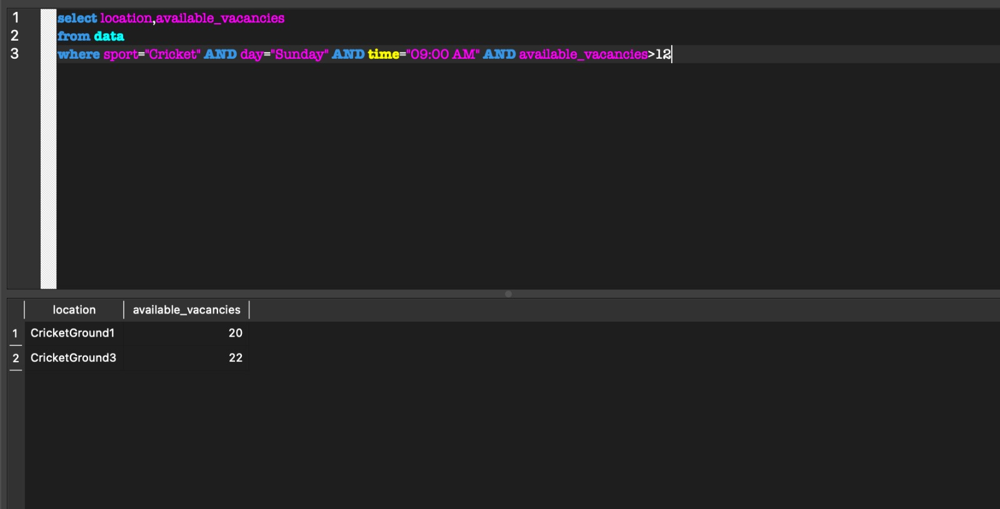 1 select location,available_vacancies
2 from data
3 where sport="Cricket" AND day="Sunday" AND time="09:00 AM" AND available_vacancies>12
location available_vacancies
1 CricketGround1 20
2 CricketGround3 22